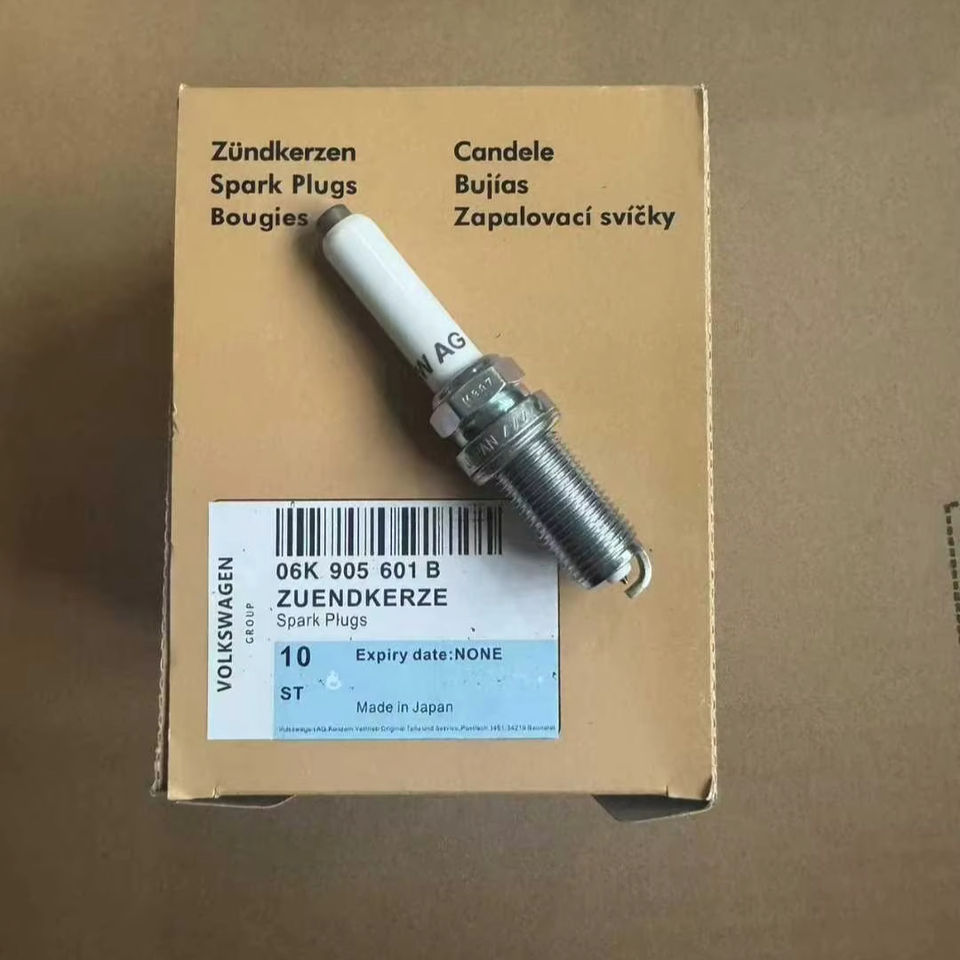 Zündkerzen
Spark Plugs
Bougies
Candele
Bujías
Zapalovací svíčky
AG
VOLKSWAGEN
GROUP
06K 905 601 B
ZUENDKERZE
Spark Plugs
10
Expiry date:NONE
ST
Made in Japan